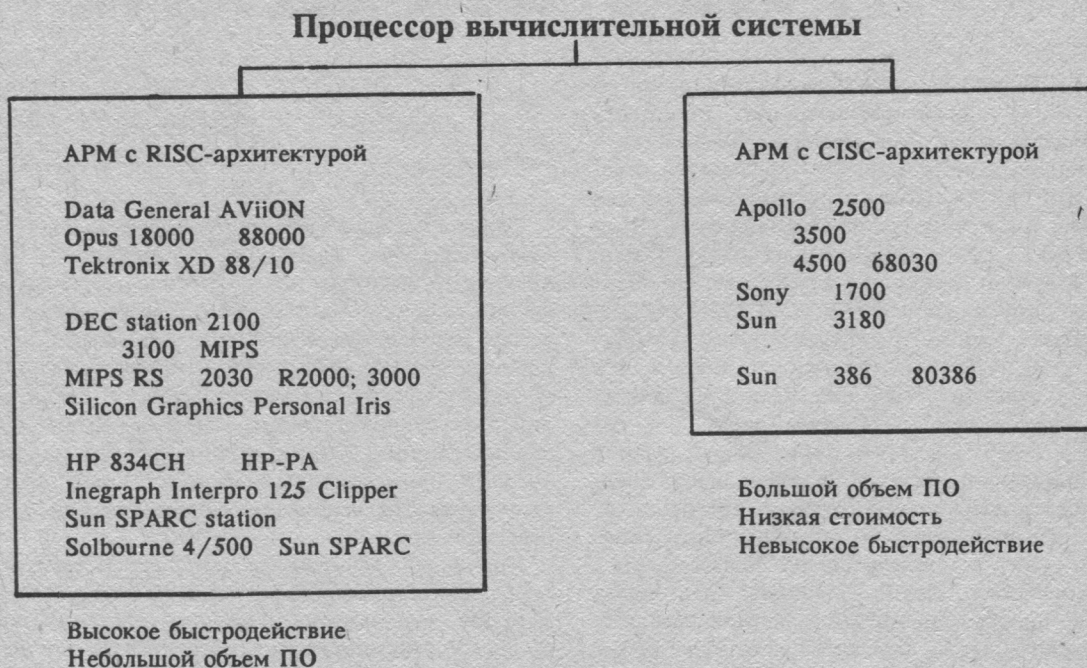 Процессор вычислительной системы
АРМ с RISC-архитектурой
Data General AViiON
Opus 18000 88000
Tektronix XD 88/10
DEC station 2100
3100 MIPS
MIPS RS 2030 R2000; 3000
Silicon Graphics Personal Iris
HP 834CH HP-PA
Inegraph Interpro 125 Clipper
Sun SPARC station
Solbourne 4/500 Sun SPARC
Высокое быстродействие
Небольшой объем ПО
АРМ с CISC-архитектурой
Apollo 2500
3500
4500 68030
Sony 1700
Sun 3180
Sun 386 80386
Большой объем ПО
Низкая стоимость
Невысокое быстродействие